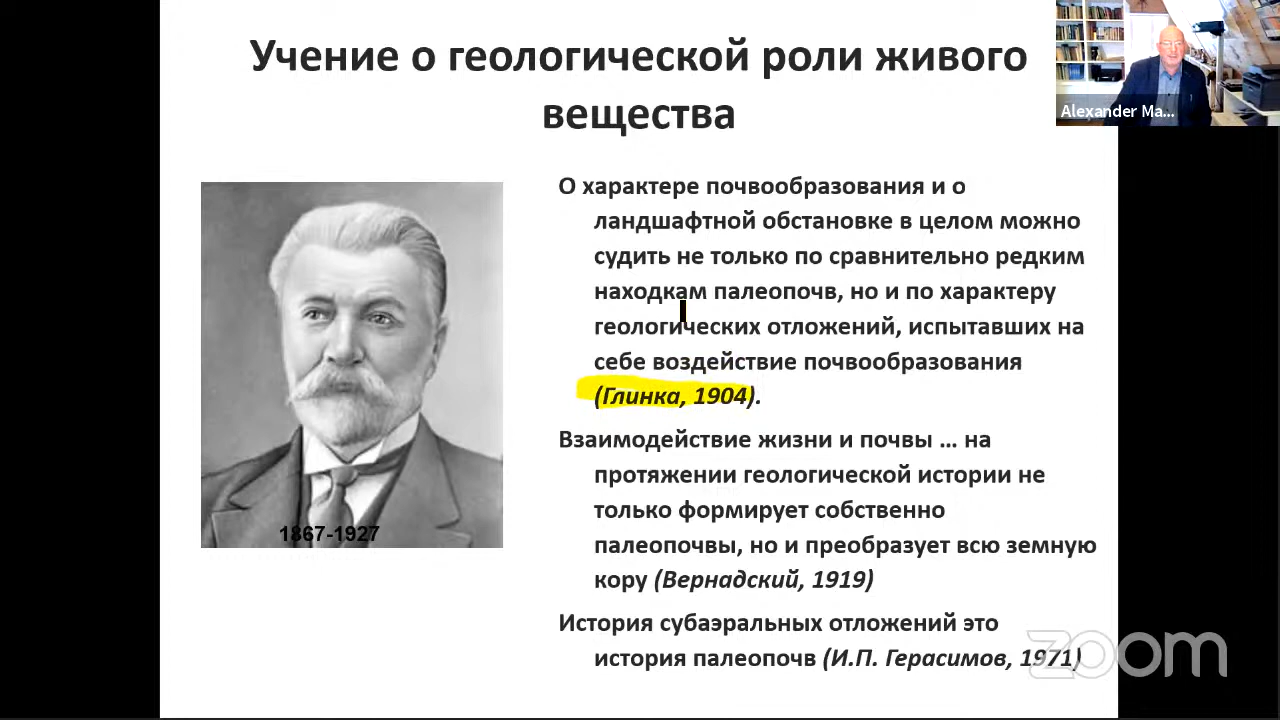 Учение о геологической роли живого
вещества
Alexander Ma...
О характере почвообразования и о
ландшафтной обстановке в целом можно
судить не только по сравнительно редким
находкам палеопочв, но и по характеру
геологических отложений, испытавших на
себе воздействие почвообразования
(Глинка, 1904).
Взаимодействие жизни и почвы ... на
протяжении геологической истории не
только формирует собственно
палеопочвы, но и преобразует всю земную
кору (Вернадский, 1919)
История субаэральных отложений это
история палеопочв (И.П. Герасимов, 1971)
1867-1927
zoom